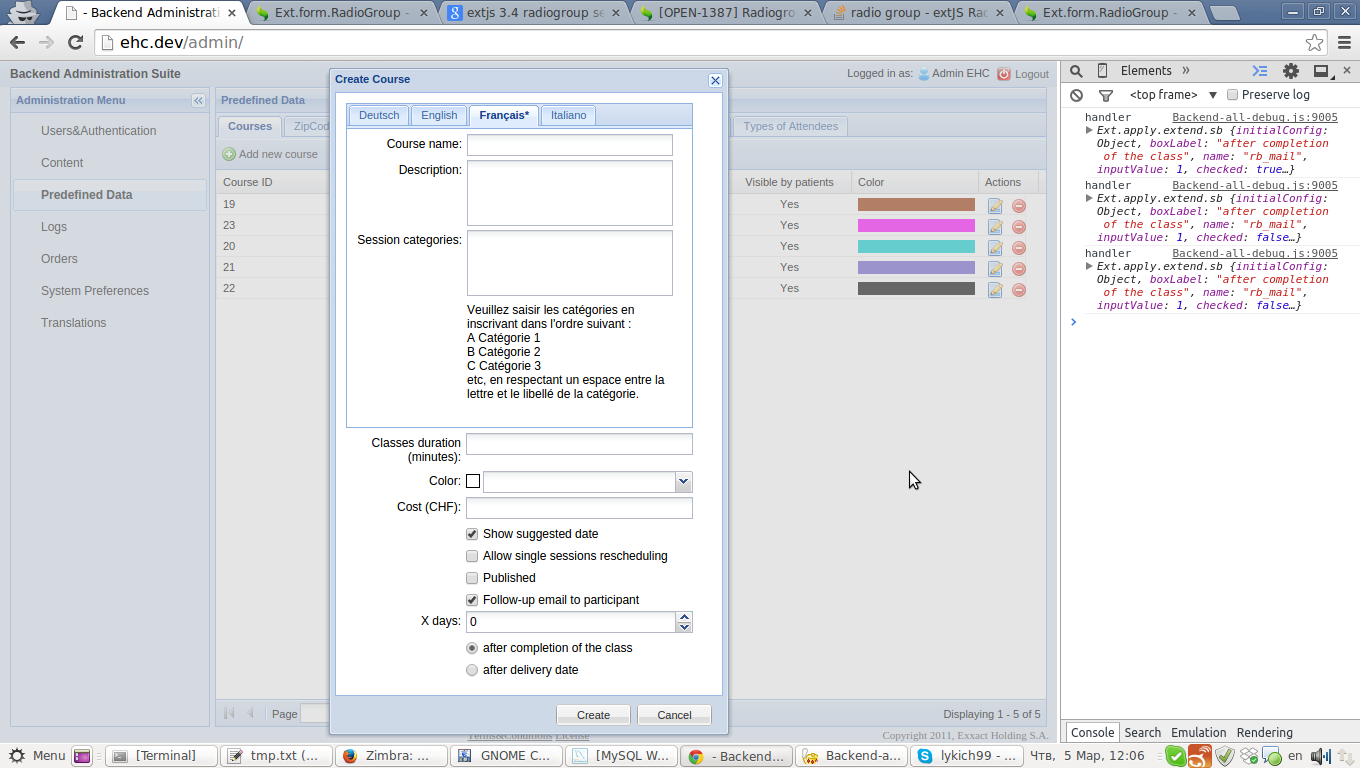 - Backend Administrati
Ext.form.RadioGroup -
extjs 3.4 radiogroup se
[OPEN-1387] Radiogro
radio group - extJS Ra
Ext.form.RadioGroup -
ehc.dev/admin/
Backend Administration Suite
Logged in as: Admin EHC Logout
Administration Menu
Users&Authentication
Content
Predefined Data
Logs
Orders
System Preferences
Translations
Predefined Data
Courses
ZipCod
Types of Attendees
Add new course
Course ID
Visible by patients
Color
Actions
19 Yes
23 Yes
20 Yes
21 Yes
22 Yes
Page
Displaying 1 - 5 of 5
Terms&Conditions License
Copyright 2011, Exxact Holding S.A.
Create Course
Deutsch English Français* Italiano
Course name:
Description:
Session categories:
Veuillez saisir les catégories en
inscrivant dans l'ordre suivant :
A Catégorie 1
B Catégorie 2
C Catégorie 3
etc, en respectant un espace entre la
lettre et le libellé de la catégorie.
Classes duration
(minutes):
Color:
Cost (CHF):
Show suggested date
Allow single sessions rescheduling
Published
Follow-up email to participant
X days: 0
after completion of the class
after delivery date
Create Cancel
Elements »
<top frame> ▼ Preserve log
handler Backend-all-debug.js:9005
Ext.apply.extend.sb {initialConfig:
Object, boxLabel: "after completion
of the class", name: "rb_mail",
inputValue: 1, checked: true…}
handler Backend-all-debug.js:9005
Ext.apply.extend.sb {initialConfig:
Object, boxLabel: "after completion
of the class", name: "rb_mail",
inputValue: 1, checked: false…}
handler Backend-all-debug.js:9005
Ext.apply.extend.sb {initialConfig:
Object, boxLabel: "after completion
of the class", name: "rb_mail",
inputValue: 1, checked: false…}
Console Search Emulation Rendering
Menu
[Terminal]
tmp.txt (...
Zimbra: ...
GNOME C...
[MySQL W...
- Backend...
Backend-a...
lykich99 - ...
en
Чтв, 5 Мар, 12:06